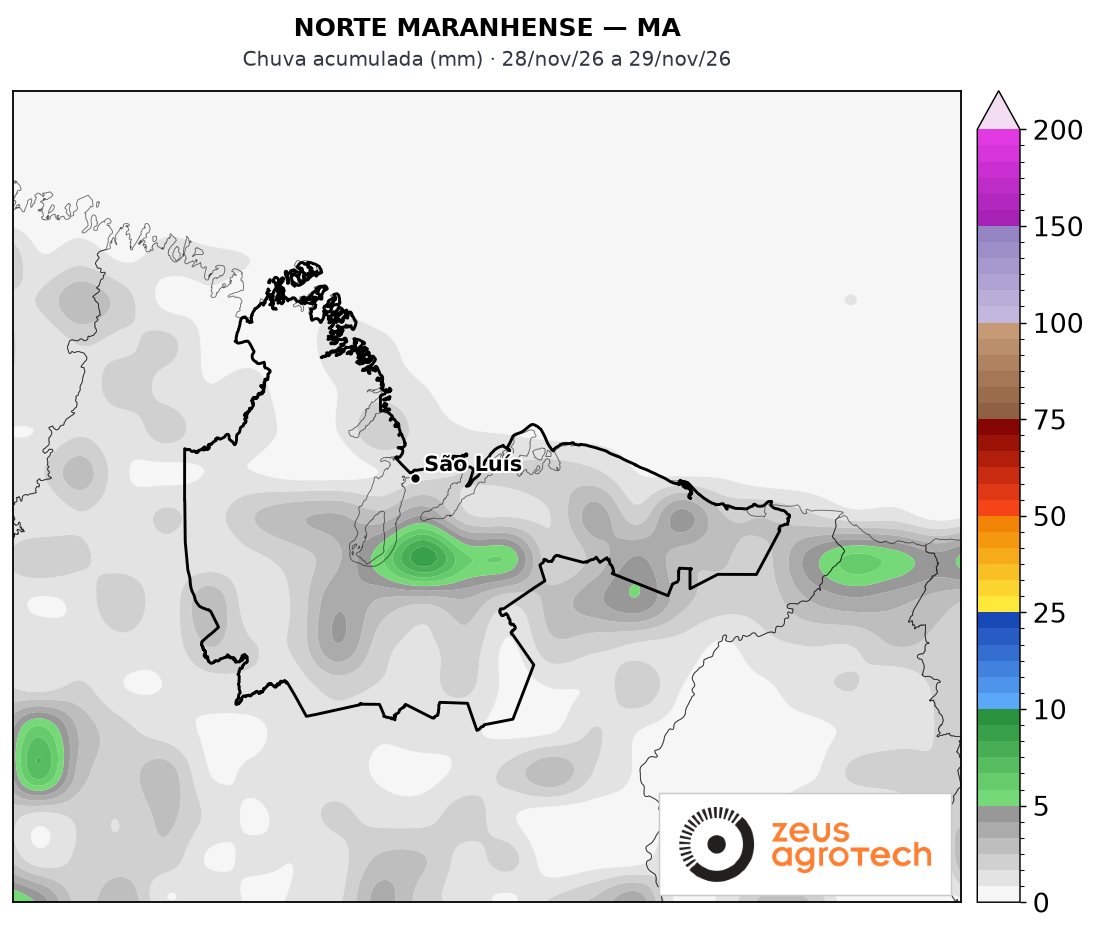 NORTE MARANHENSE — MA
Chuva acumulada (mm) · 28/nov/26 a 29/nov/26
200
150
100
75
50
25
10
5
0
São Luís
zeus
agrotech